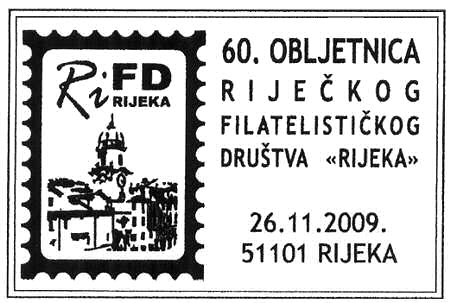 Ri FD
RIJEKA
60. OBLJETNICA
RIJEČKOG
FILATELISTIČKOG
DRUŠTVA «RIJEKA»
26.11.2009.
51101 RIJEKA